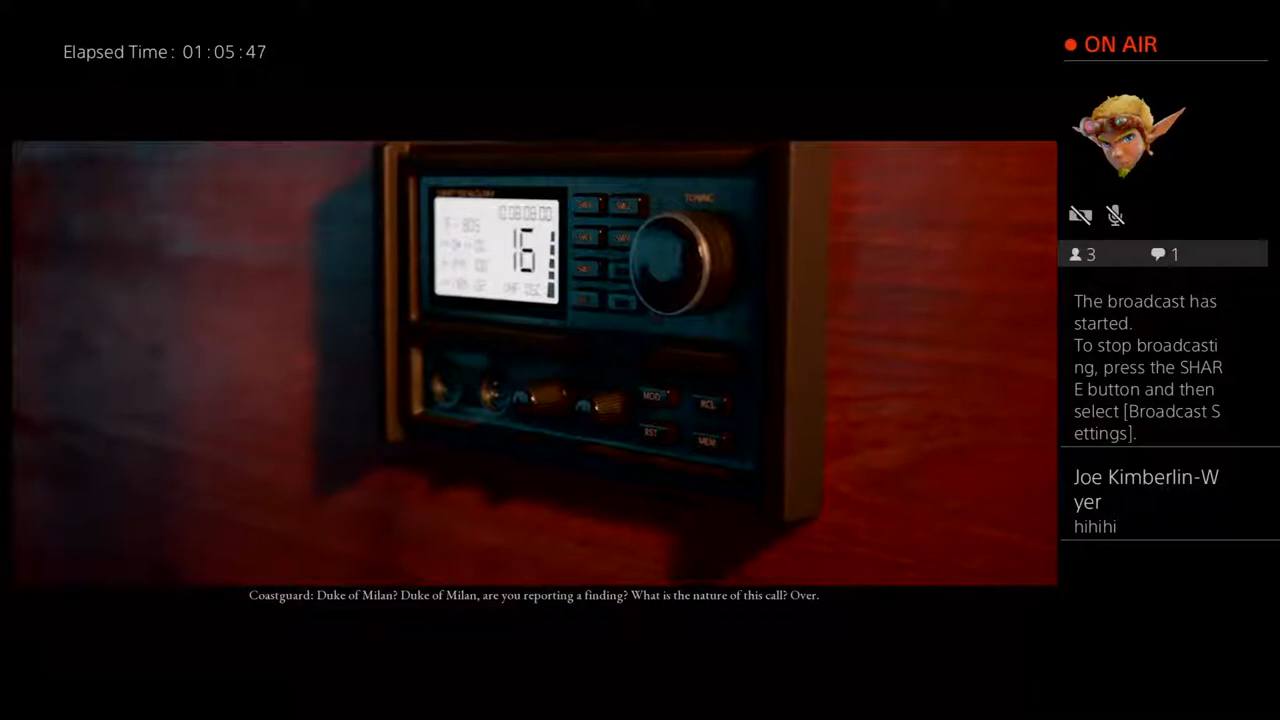 Elapsed Time: 01:05:47
ON AIR
TUNING
16
MOD
RCL
RST
MEM
3
1
The broadcast has
started.
To stop broadcasti
ng, press the SHAR
E button and then
select [Broadcast S
ettings].
Joe Kimberlin-W
yer
hihihi
Coastguard: Duke of Milan? Duke of Milan, are you reporting a finding? What is the nature of this call? Over.